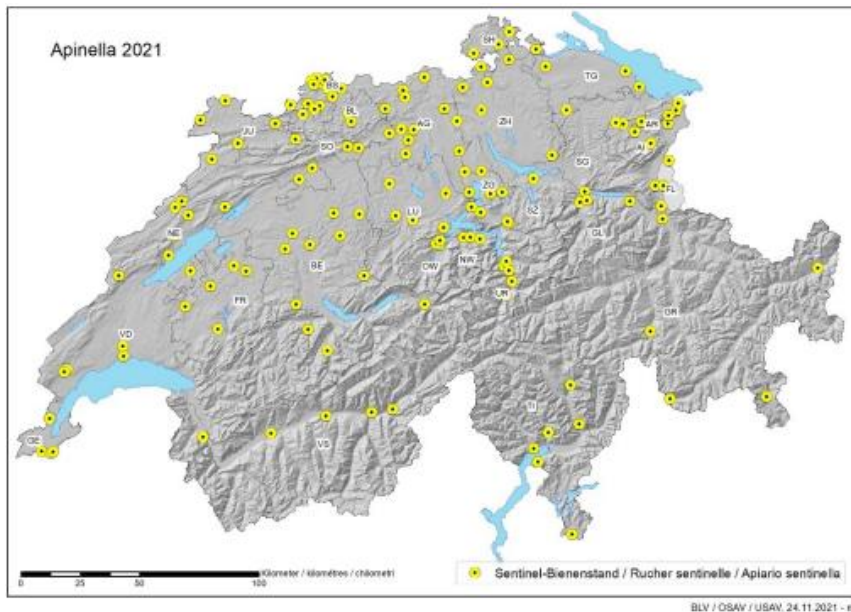 Apinella 2021
SH
BS
TG
BL
JU
AG
ZH
AR
SO
AI
SG
ZG
FL
LU
SZ
NE
GL
BE
OW
NW
FR
UR
GR
VD
TI
VS
GE
Kilometer / kilomètres / chilometri
0 25 50 100
Sentinel-Bienenstand / Rucher sentinelle / Apiario sentinella
BLV / OSAV / USAV, 24.11.2021 -